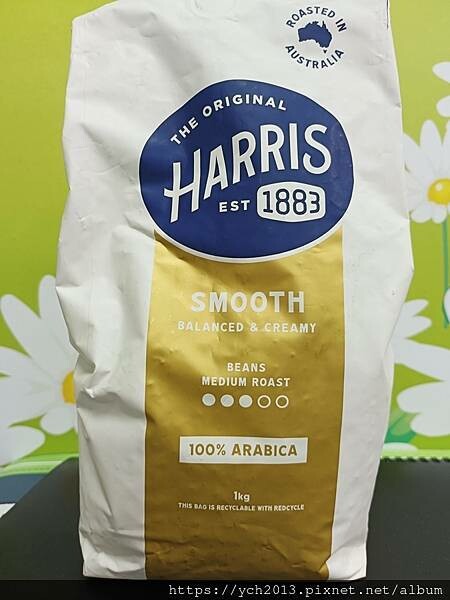 ROASTED IN
AUSTRALIA
THE ORIGINAL
HARRIS
EST 1883
SMOOTH
BALANCED & CREAMY
BEANS
MEDIUM ROAST
100% ARABICA
1kg
THIS BAG IS RECYCLABLE WITH REDCYCLE
https://ych2013.pixnet.net/album